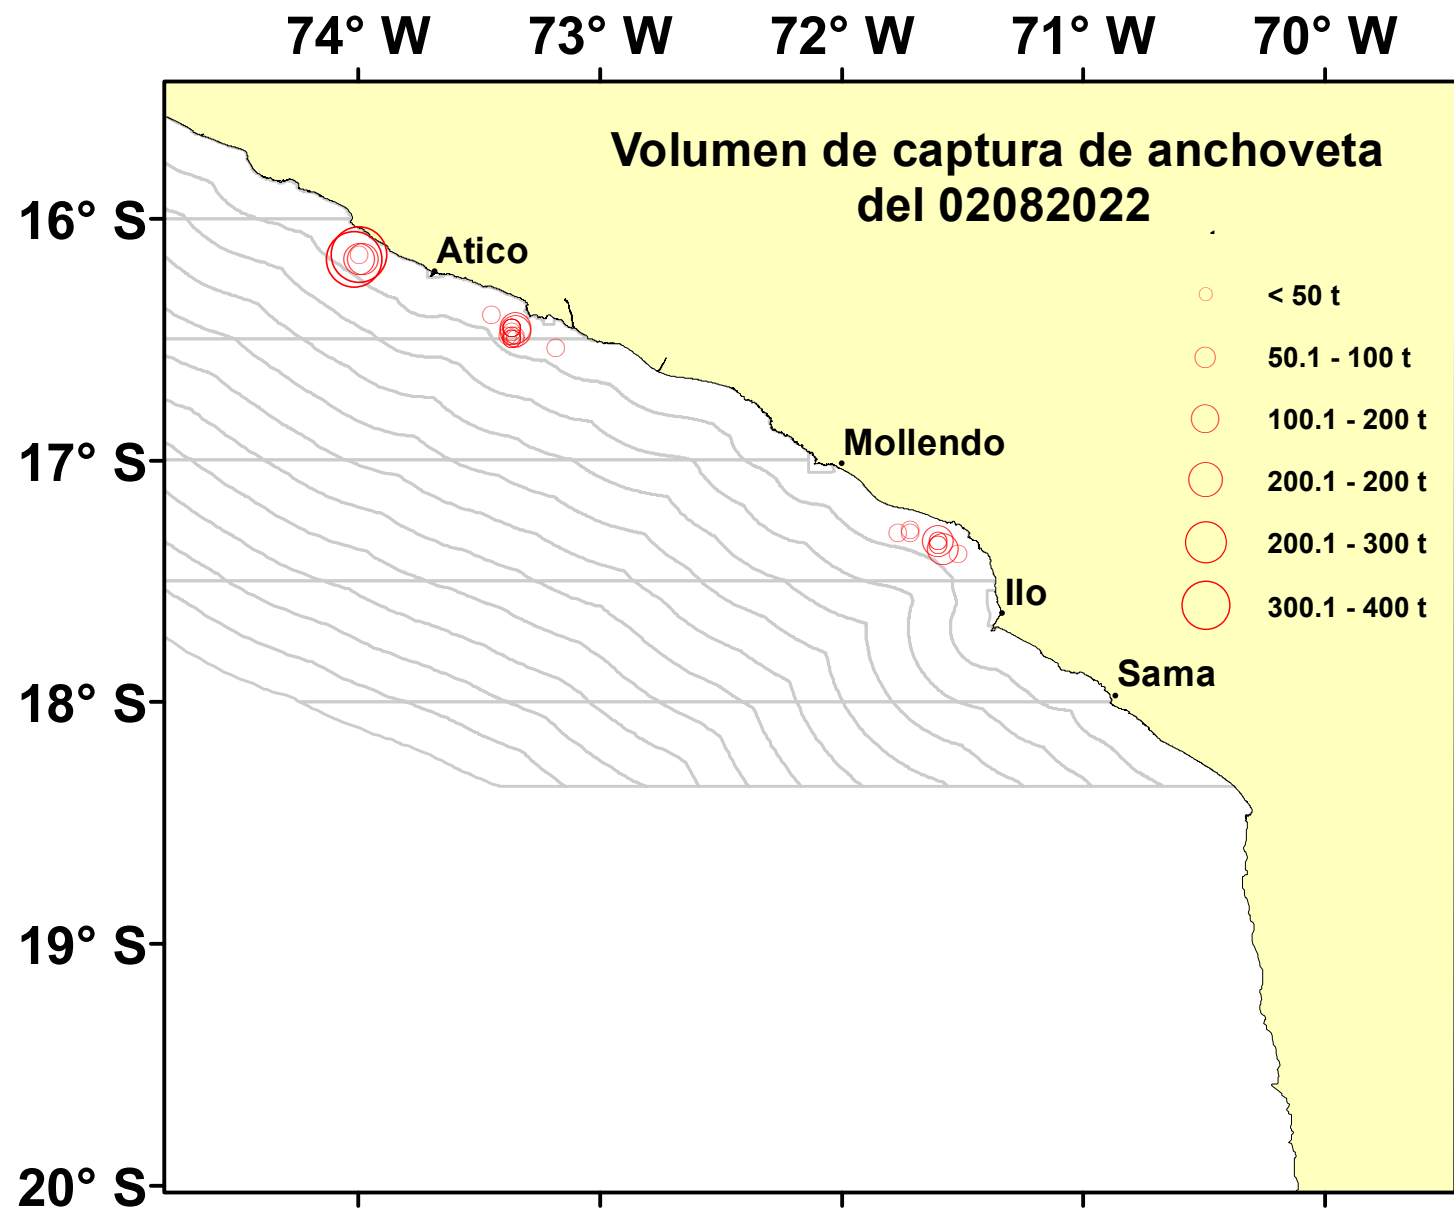 74° W 73° W 72° W 71° W 70° W
Volumen de captura de anchoveta
del 02082022
16° S
Atico
< 50 t
50.1 - 100 t
100.1 - 200 t
17° S
Mollendo
200.1 - 200 t
200.1 - 300 t
Ilo
300.1 - 400 t
Sama
18° S
19° S
20° S